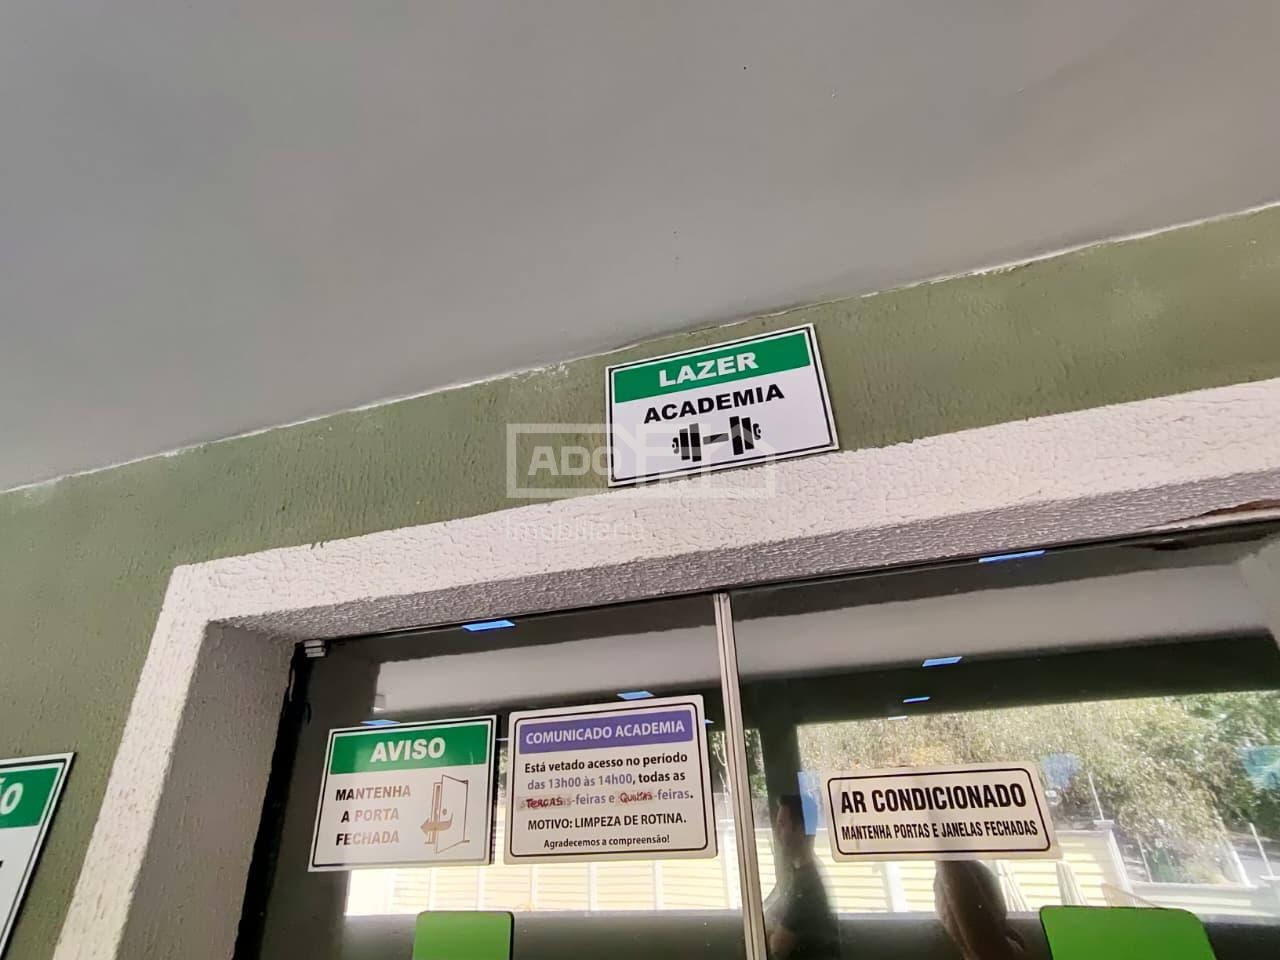 LAZER
ACADEMIA
ADO
Imobiliária
AVISO
MANTENHA
A PORTA
FECHADA
COMUNICADO ACADEMIA
Está vetado acesso no período
das 13h00 às 14h00, todas as
TERÇAS-feiras e QUINTAS-feiras.
MOTIVO: LIMPEZA DE ROTINA.
Agradecemos a compreensão!
AR CONDICIONADO
MANTENHA PORTAS E JANELAS FECHADAS
ÃO